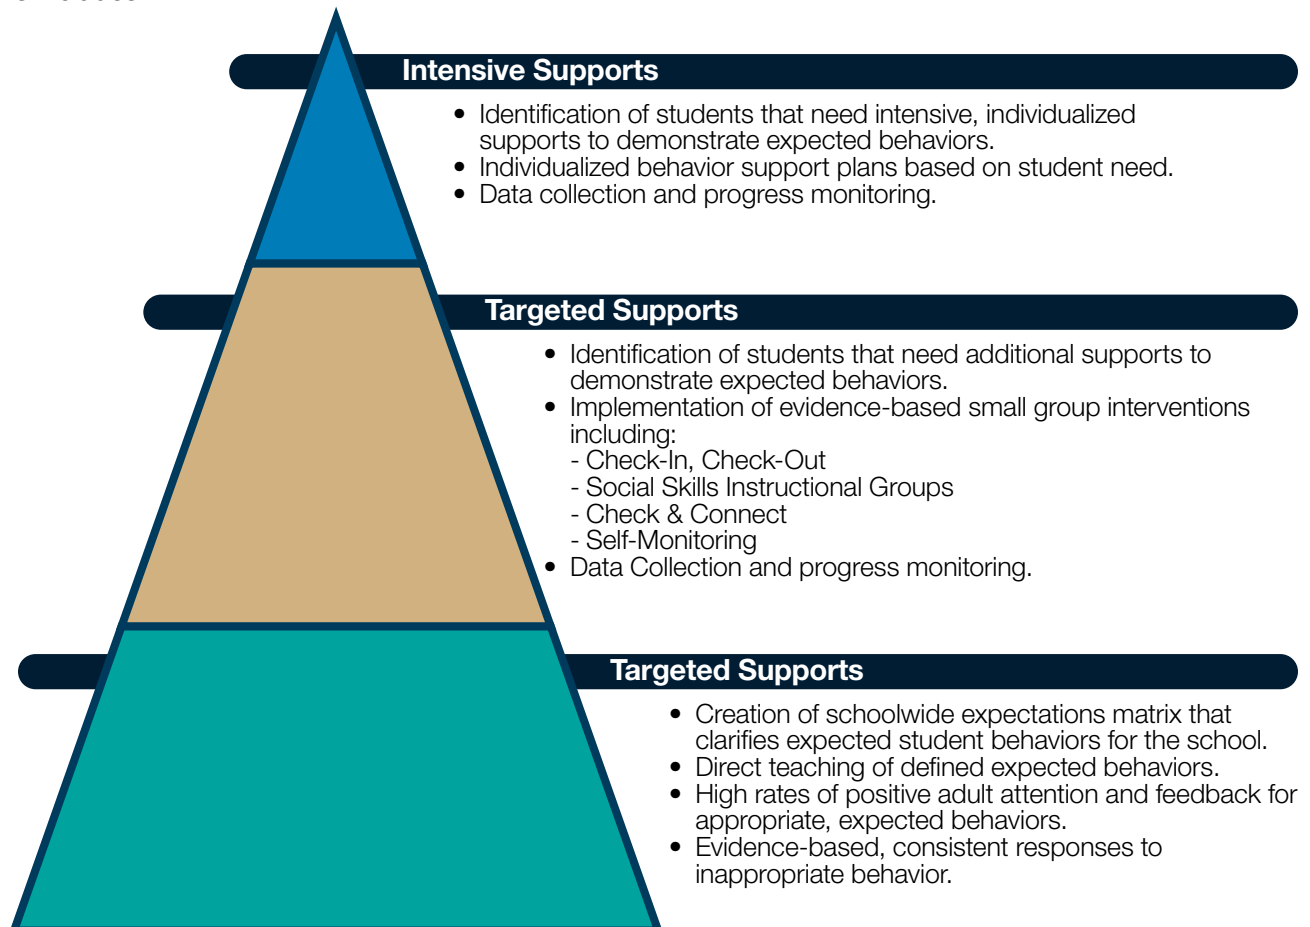 Intensive Supports
• Identification of students that need intensive, individualized
supports to demonstrate expected behaviors.
• Individualized behavior support plans based on student need.
• Data collection and progress monitoring.
Targeted Supports
• Identification of students that need additional supports to
demonstrate expected behaviors.
• Implementation of evidence-based small group interventions
including:
- Check-In, Check-Out
- Social Skills Instructional Groups
- Check & Connect
- Self-Monitoring
• Data Collection and progress monitoring.
Targeted Supports
• Creation of schoolwide expectations matrix that
clarifies expected student behaviors for the school.
• Direct teaching of defined expected behaviors.
• High rates of positive adult attention and feedback for
appropriate, expected behaviors.
• Evidence-based, consistent responses to
inappropriate behavior.